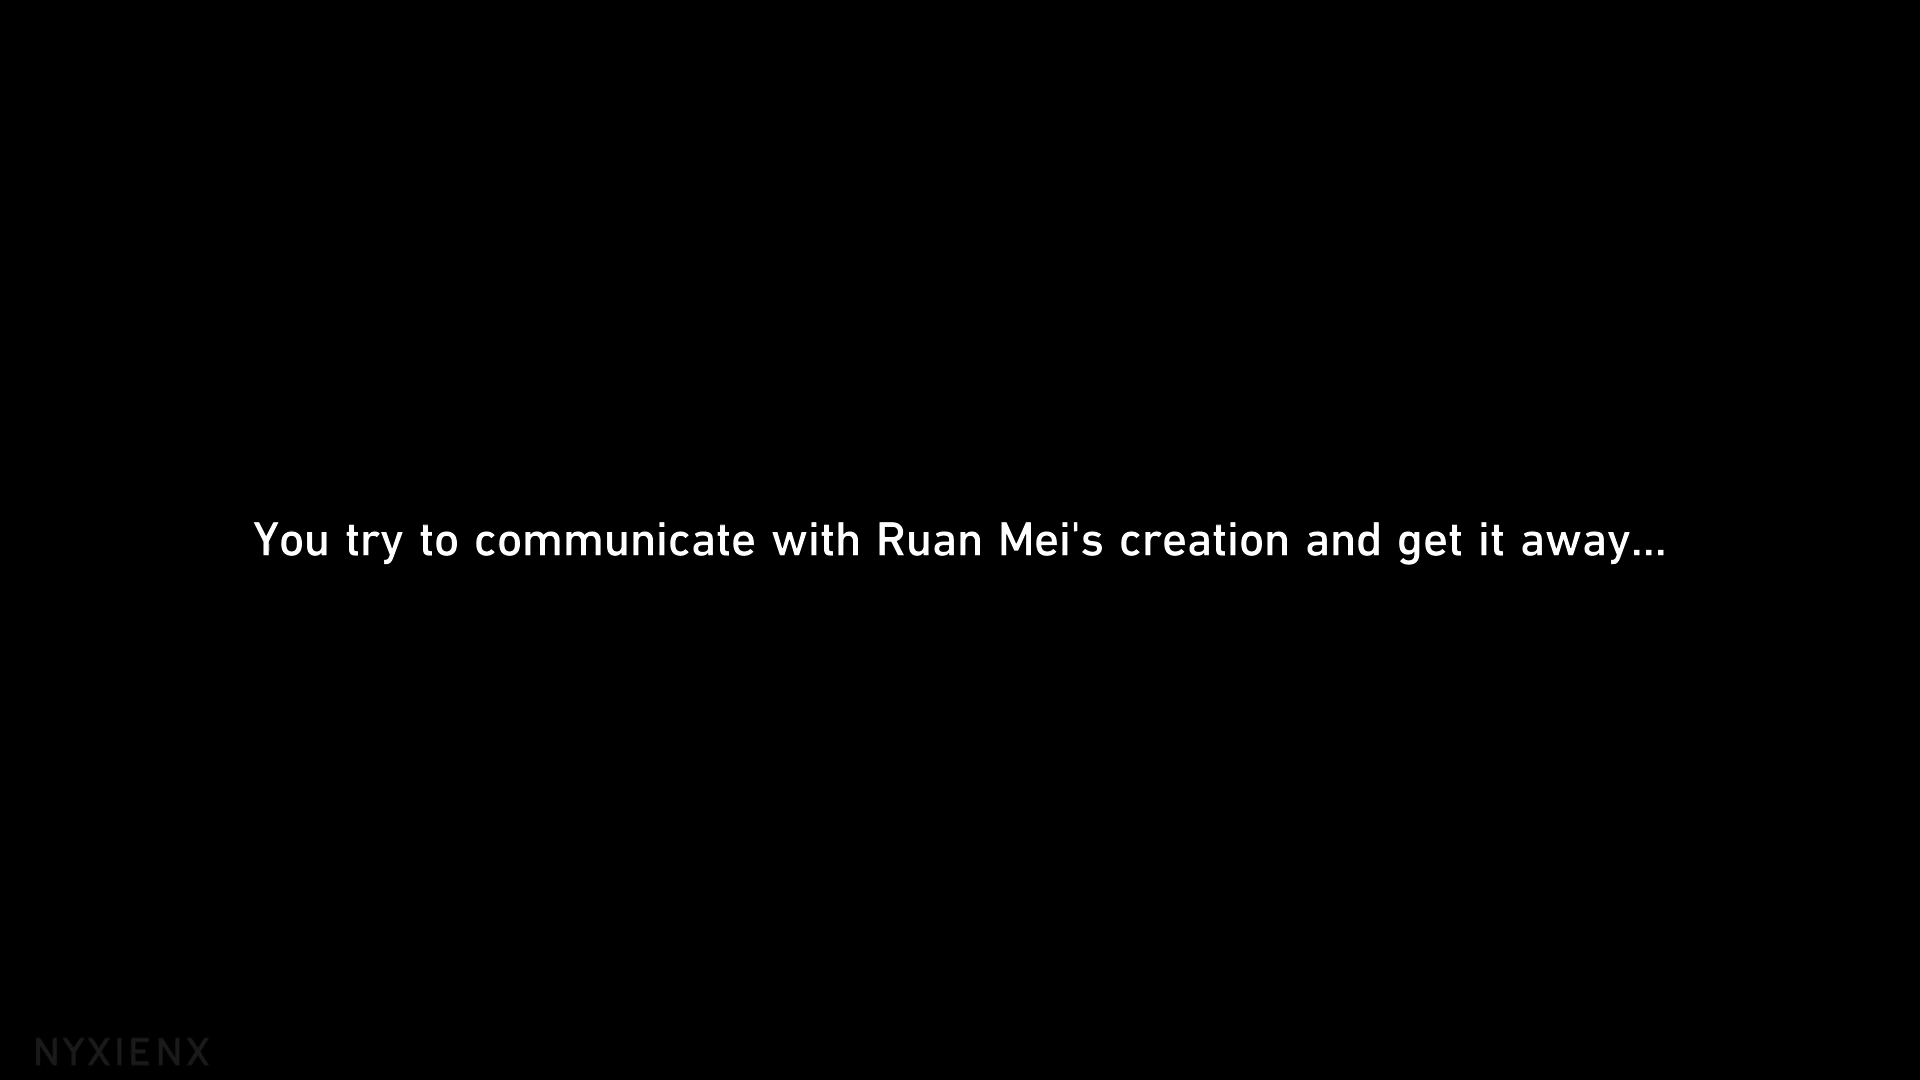 You try to communicate with Ruan Mei's creation and get it away...
NYXIENX